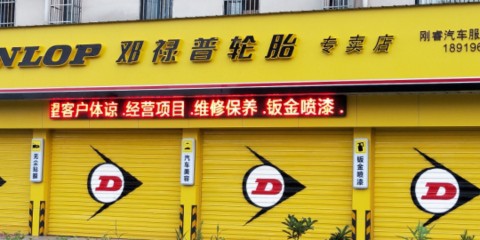 NLOP 邓禄普轮胎 专卖店
刚睿汽车服
18919
望客户体谅.经营项目.维修保养.钣金喷漆.
汽车美容
钣金喷漆
D
D
D